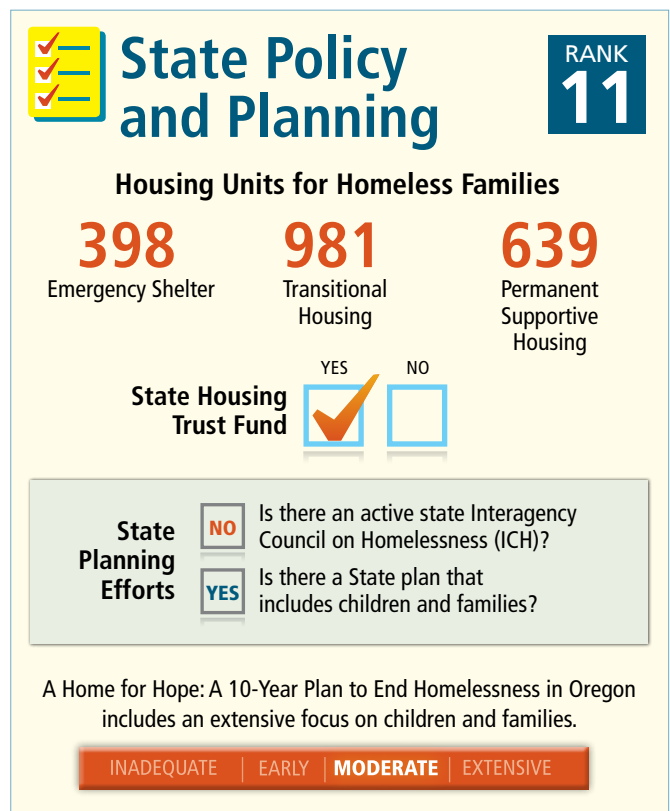 State Policy
and Planning
RANK
11
Housing Units for Homeless Families
398
Emergency Shelter
981
Transitional
Housing
639
Permanent
Supportive
Housing
State Housing
Trust Fund
YES
NO
State
Planning
Efforts
NO
Is there an active state Interagency
Council on Homelessness (ICH)?
YES
Is there a State plan that
includes children and families?
A Home for Hope: A 10-Year Plan to End Homelessness in Oregon
includes an extensive focus on children and families.
INADEQUATE | EARLY | MODERATE | EXTENSIVE